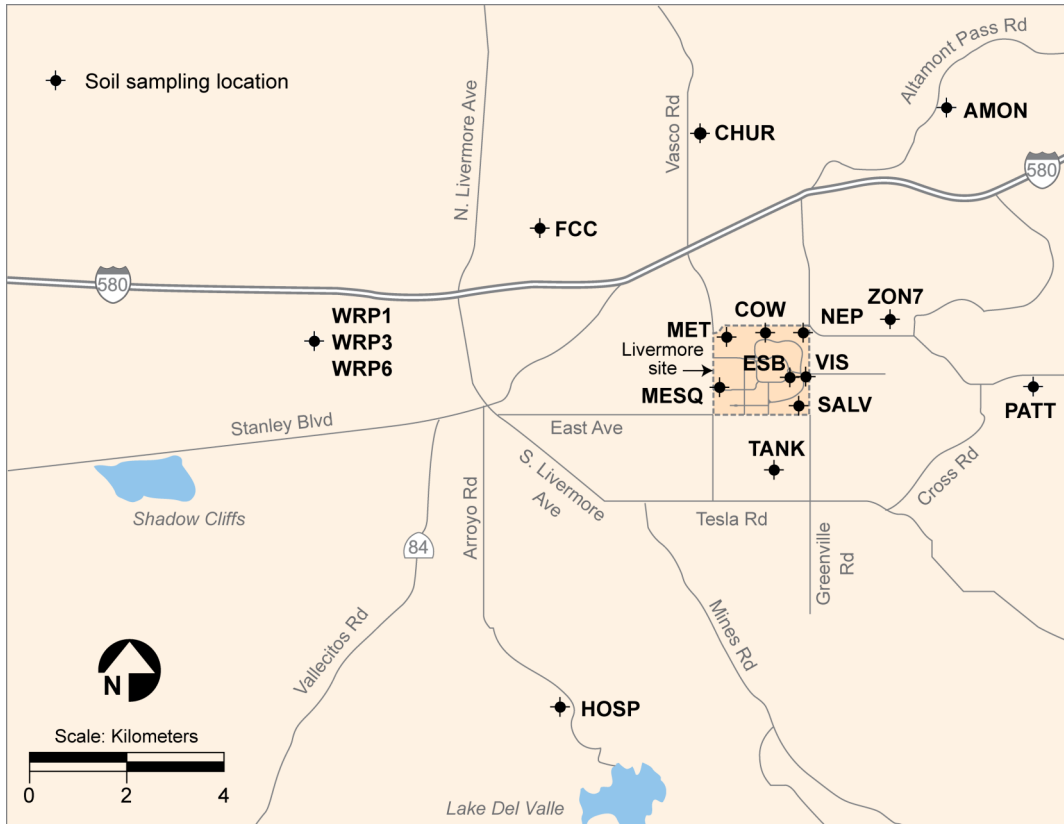 Soil sampling location
N. Livermore Ave
Vasco Rd
Altamont Pass Rd
AMON
CHUR
580
FCC
580
WRP1
WRP3
WRP6
ZON7
COW
NEP
MET
Livermore
site
ESB
VIS
MESQ
SALV
PATT
Stanley Blvd
East Ave
TANK
Cross Rd
Shadow Cliffs
S. Livermore
Ave
Tesla Rd
Arroyo Rd
84
Greenville
Rd
Vallecitos Rd
Mines Rd
N
HOSP
Scale: Kilometers
0 2 4
Lake Del Valle